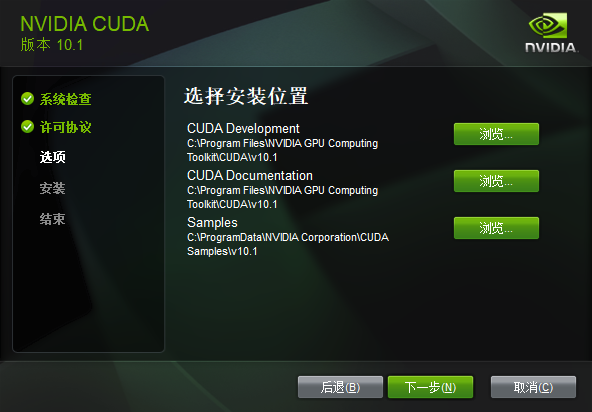 NVIDIA CUDA
版本 10.1
NVIDIA.
系统检查
许可协议
选项
安装
结束
选择安装位置
CUDA Development
C:\Program Files\NVIDIA GPU Computing
Toolkit\CUDA\v10.1
浏览...
CUDA Documentation
C:\Program Files\NVIDIA GPU Computing
Toolkit\CUDA\v10.1
浏览...
Samples
C:\ProgramData\NVIDIA Corporation\CUDA
Samples\v10.1
浏览...
后退(B) 下一步(N) 取消(C)